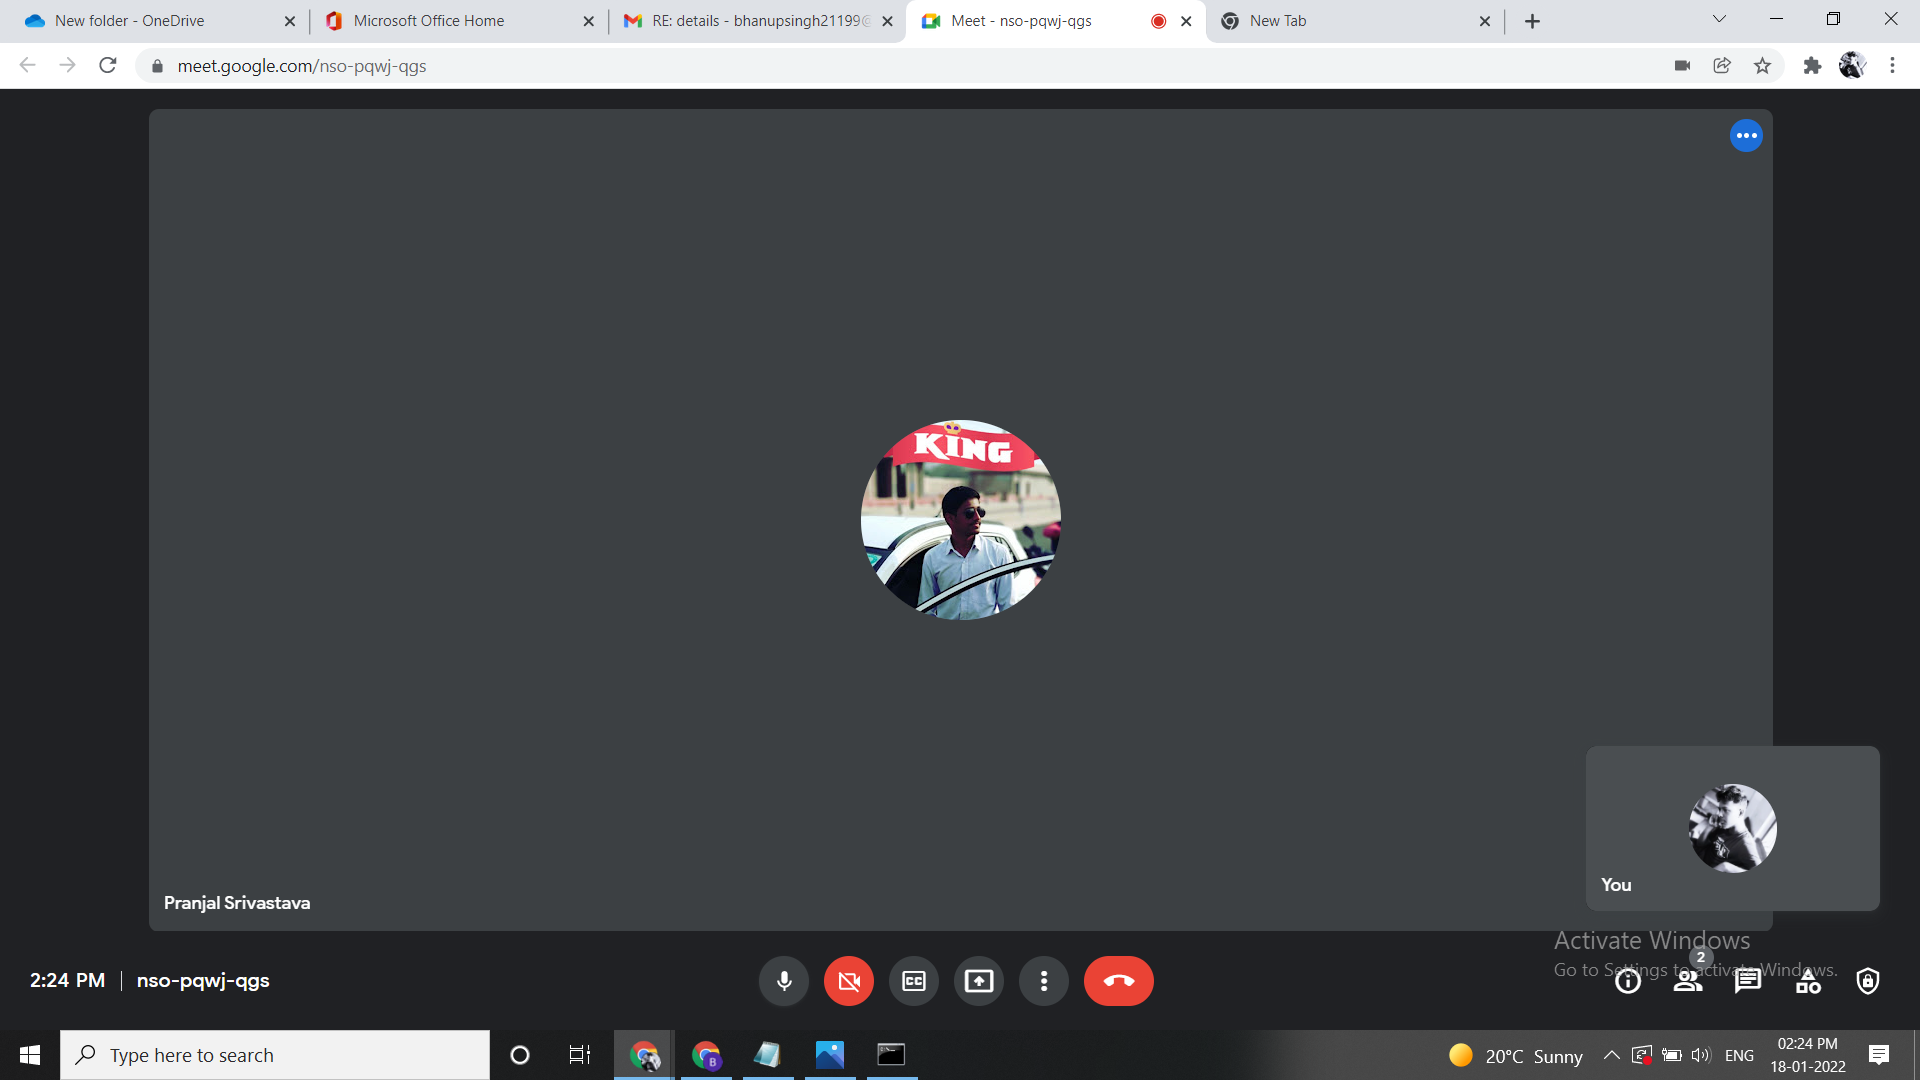 New folder - OneDrive
Microsoft Office Home
RE: details - bhanupsingh21199@
Meet - nso-pqwj-qgs
New Tab
meet.google.com/nso-pqwj-qgs
KING
Pranjal Srivastava
You
Activate Windows
Go to Settings to activate Windows.
2:24 PM
nso-pqwj-qgs
CC
2
Type here to search
B
20°C Sunny
ENG
02:24 PM
18-01-2022